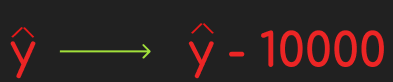 ŷ ⟶ ŷ - 10000